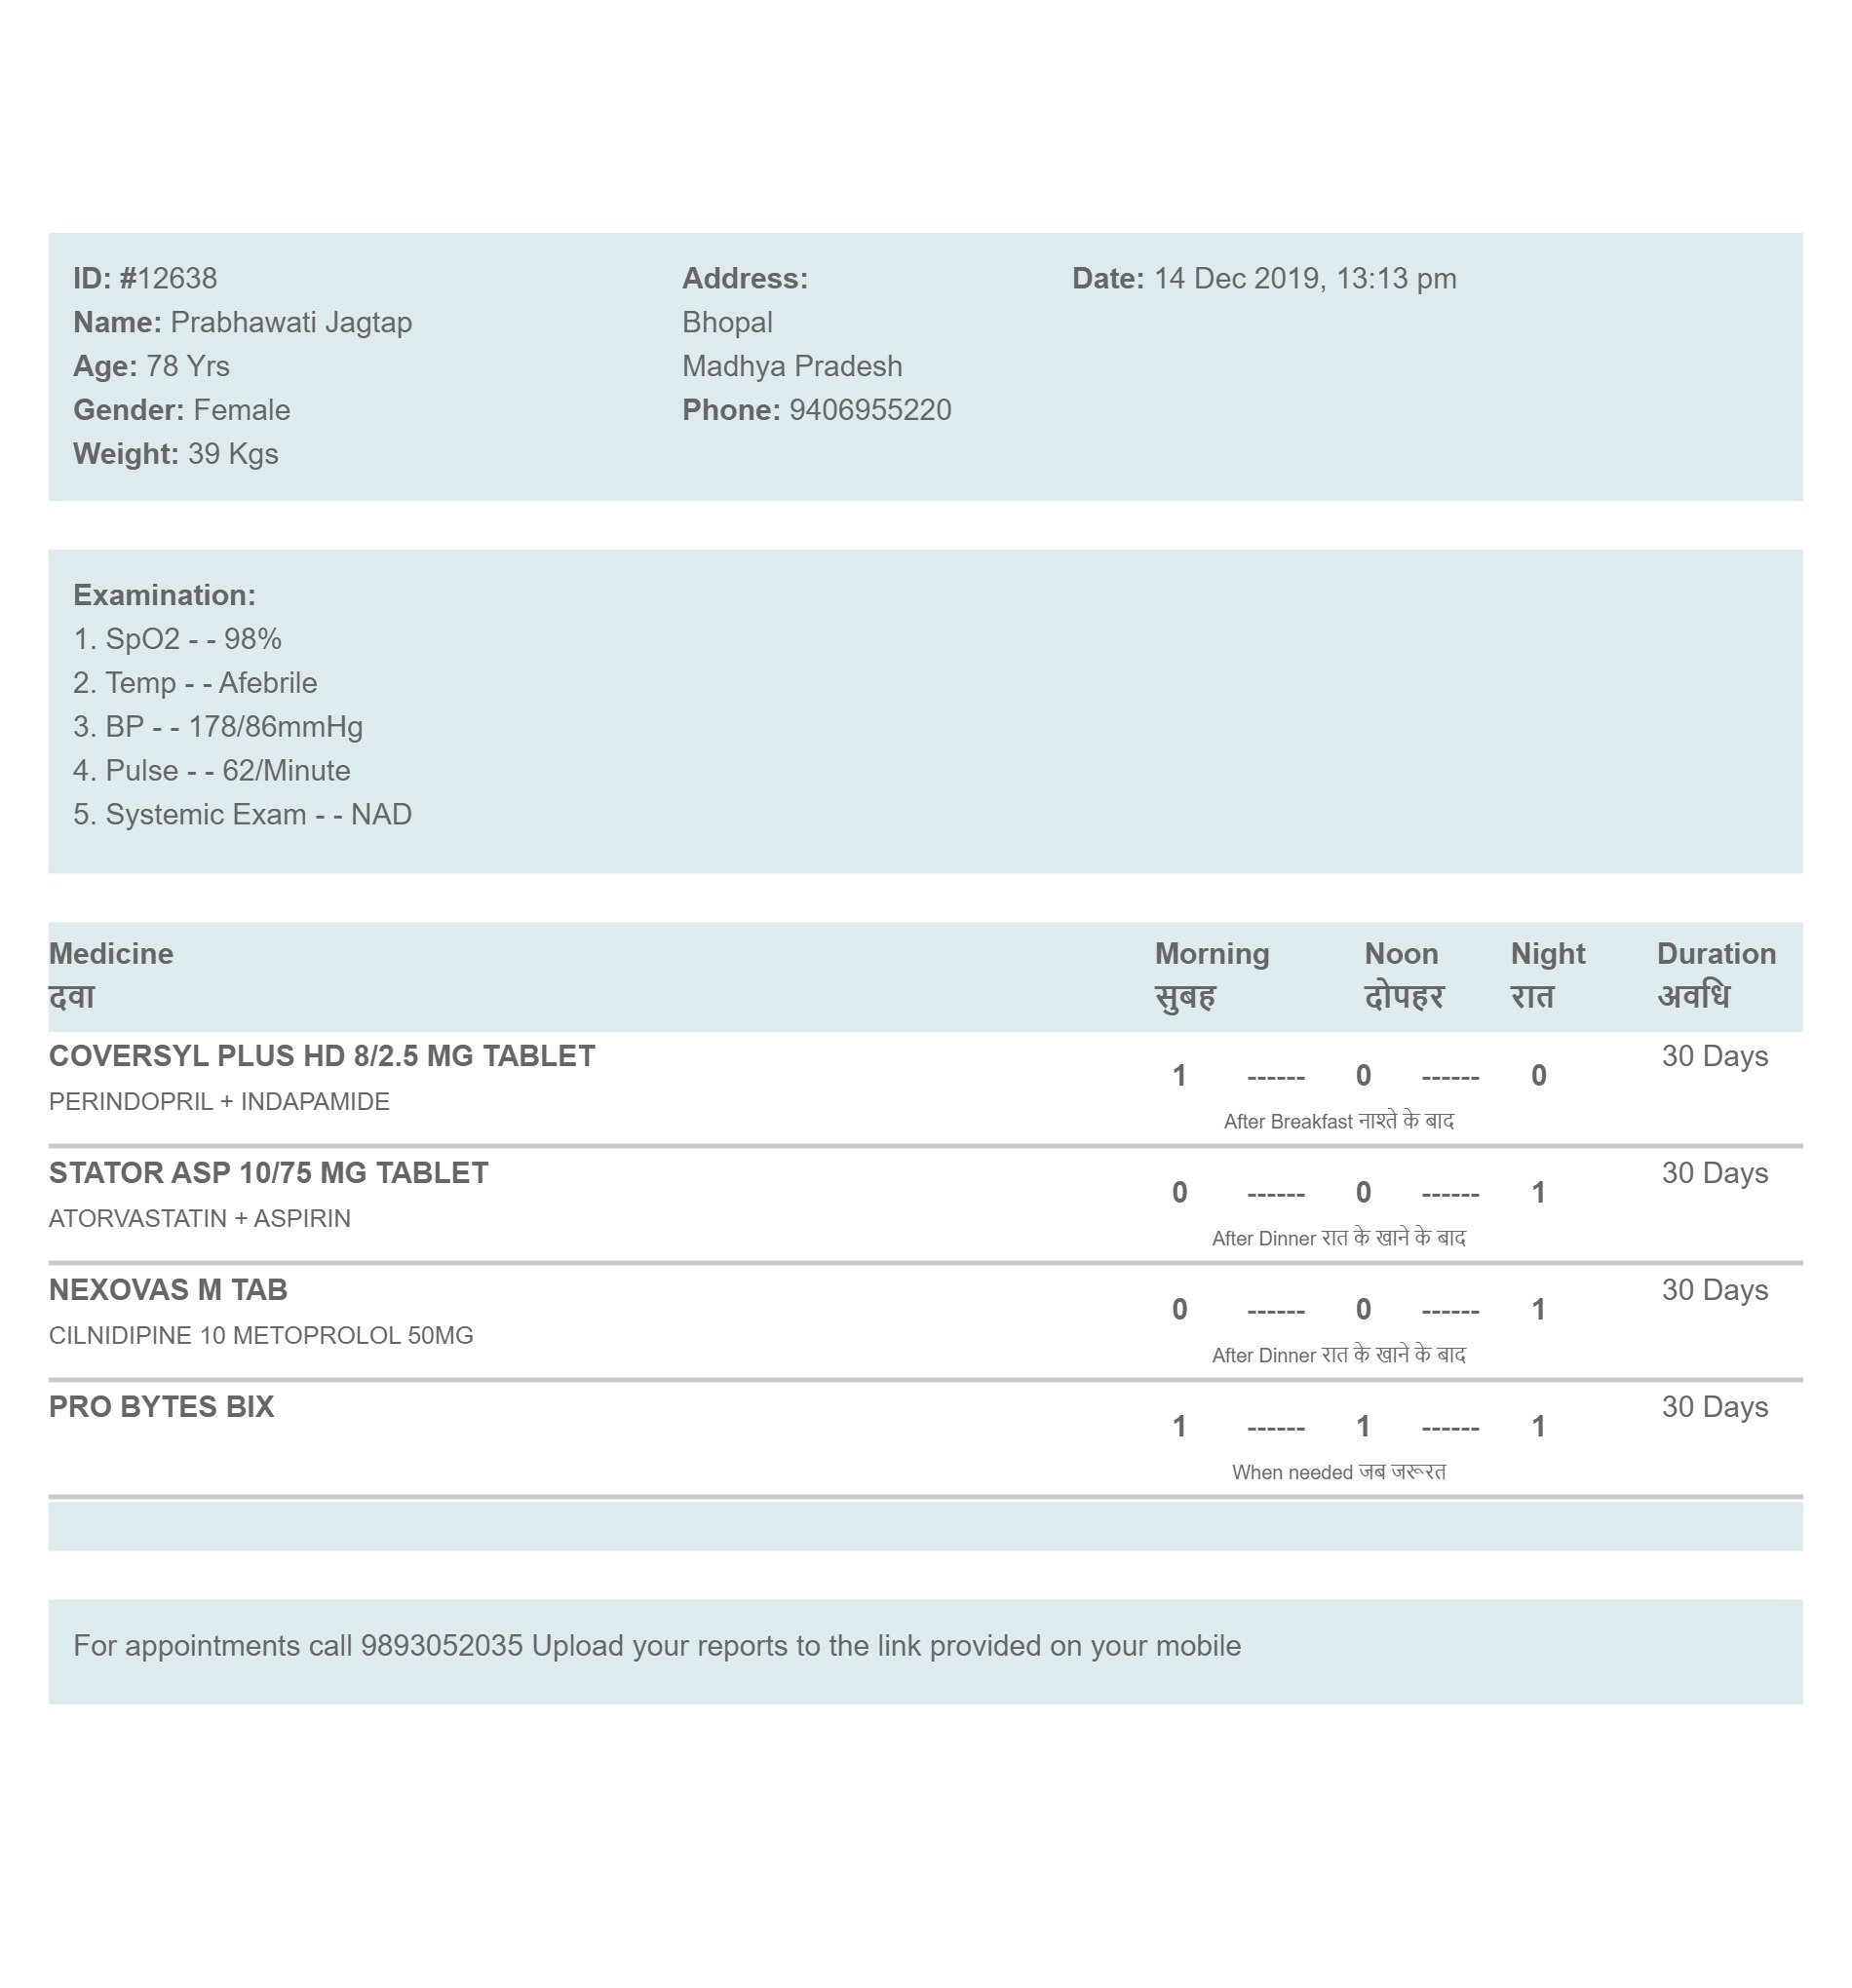 ID: #12638
Name: Prabhawati Jagtap
Age: 78 Yrs
Gender: Female
Weight: 39 Kgs
Address:
Bhopal
Madhya Pradesh
Phone: 9406955220
Date: 14 Dec 2019, 13:13 pm
Examination:
1. SpO2 - - 98%
2. Temp - - Afebrile
3. BP - - 178/86mmHg
4. Pulse - - 62/Minute
5. Systemic Exam - - NAD
Medicine Morning Noon Night Duration
दवा सुबह दोपहर रात अवधि
COVERSYL PLUS HD 8/2.5 MG TABLET 30 Days
1 ------ 0 ------ 0
PERINDOPRIL + INDAPAMIDE
After Breakfast नाश्ते के बाद
STATOR ASP 10/75 MG TABLET 30 Days
0 ------ 0 ------ 1
ATORVASTATIN + ASPIRIN
After Dinner रात के खाने के बाद
NEXOVAS M TAB 30 Days
0 ------ 0 ------ 1
CILNIDIPINE 10 METOPROLOL 50MG
After Dinner रात के खाने के बाद
PRO BYTES BIX 30 Days
1 ------ 1 ------ 1
When needed जब जरूरत
For appointments call 9893052035 Upload your reports to the link provided on your mobile